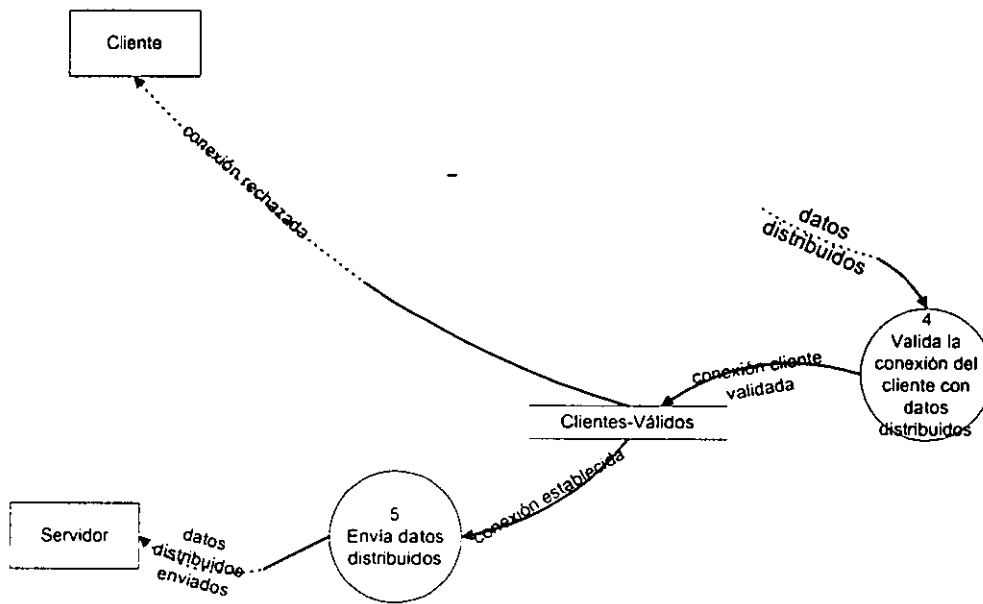 Cliente
conexión rechazada
datos
distribuidos
4
Valida la
conexión del
cliente con
datos
distribuidos
conexión cliente
validada
Clientes-Válidos
conexión establecida
5
Envía datos
distribuidos
Servidor
datos
distribuidos
enviados